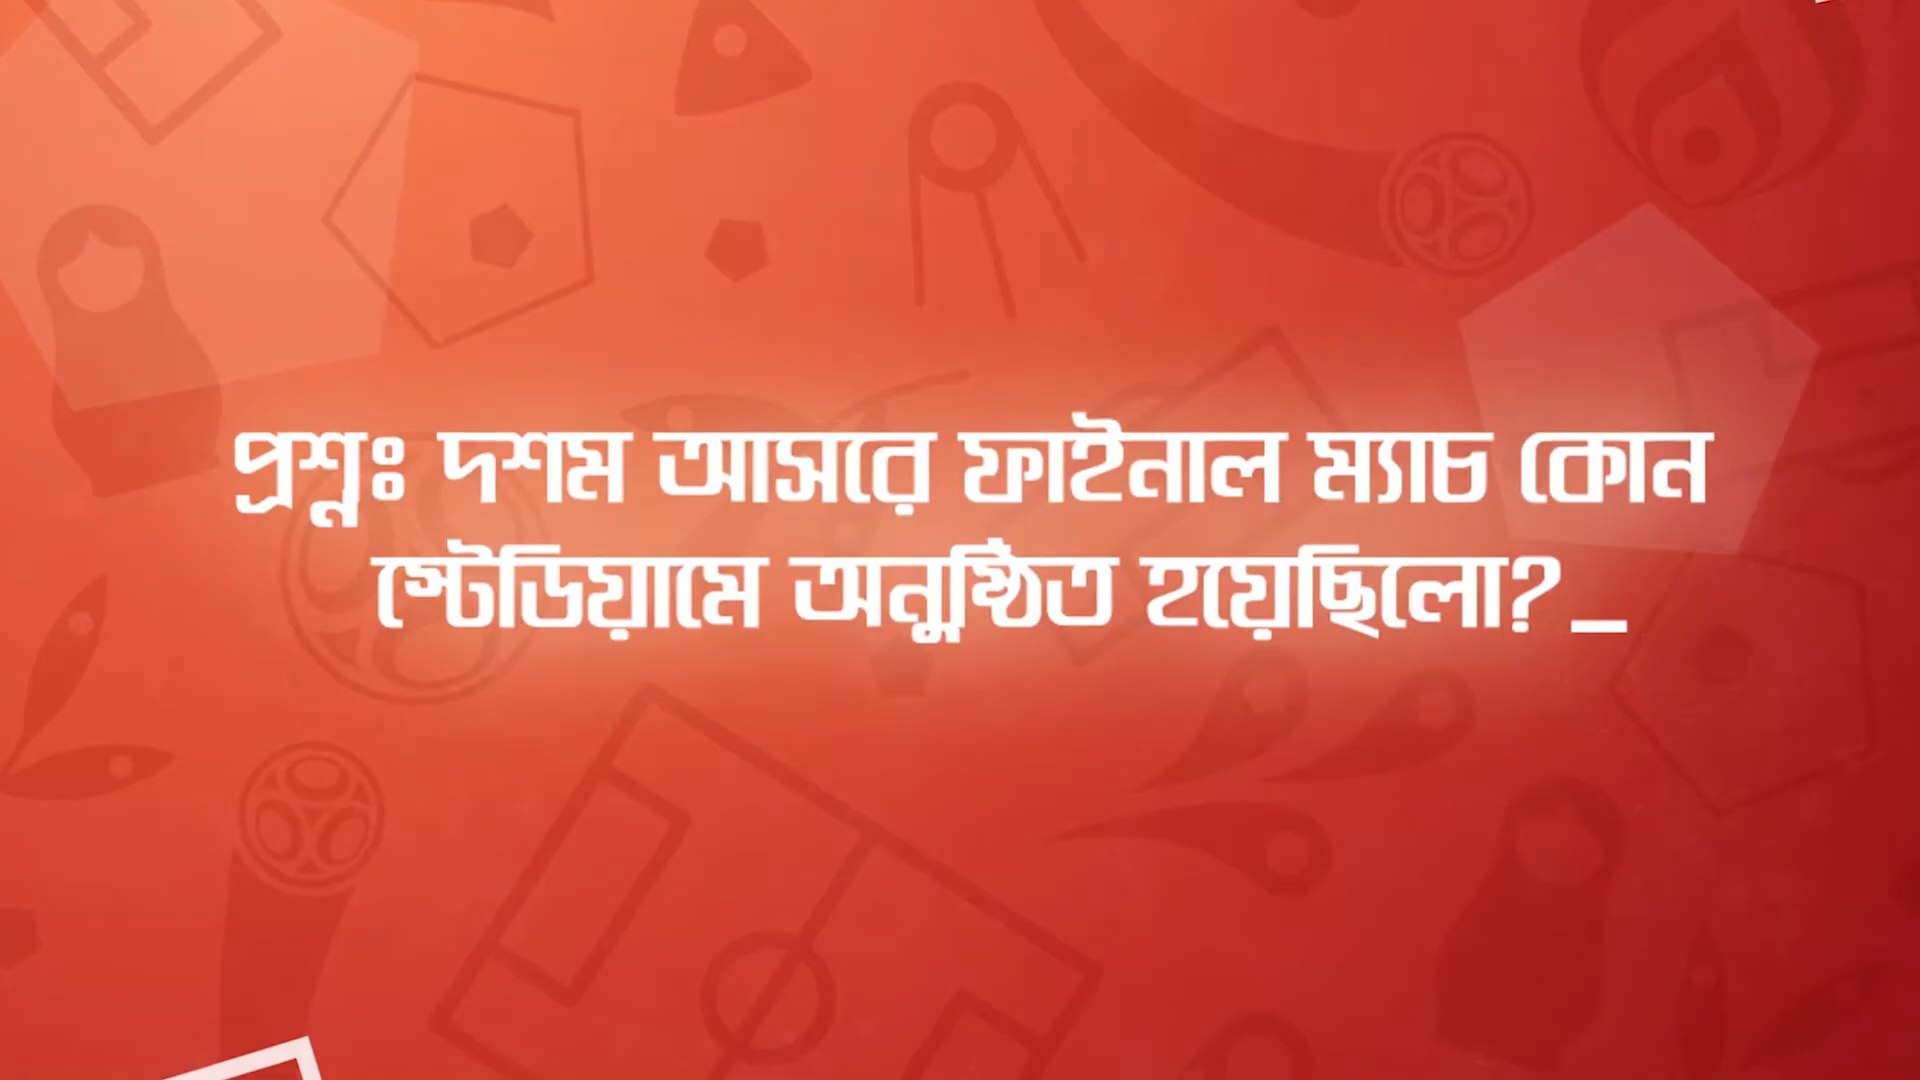 প্রশ্নঃ দশম আসরে ফাইনাল ম্যাচ কোন
স্টেডিয়ামে অনুষ্ঠিত হয়েছিলো?_